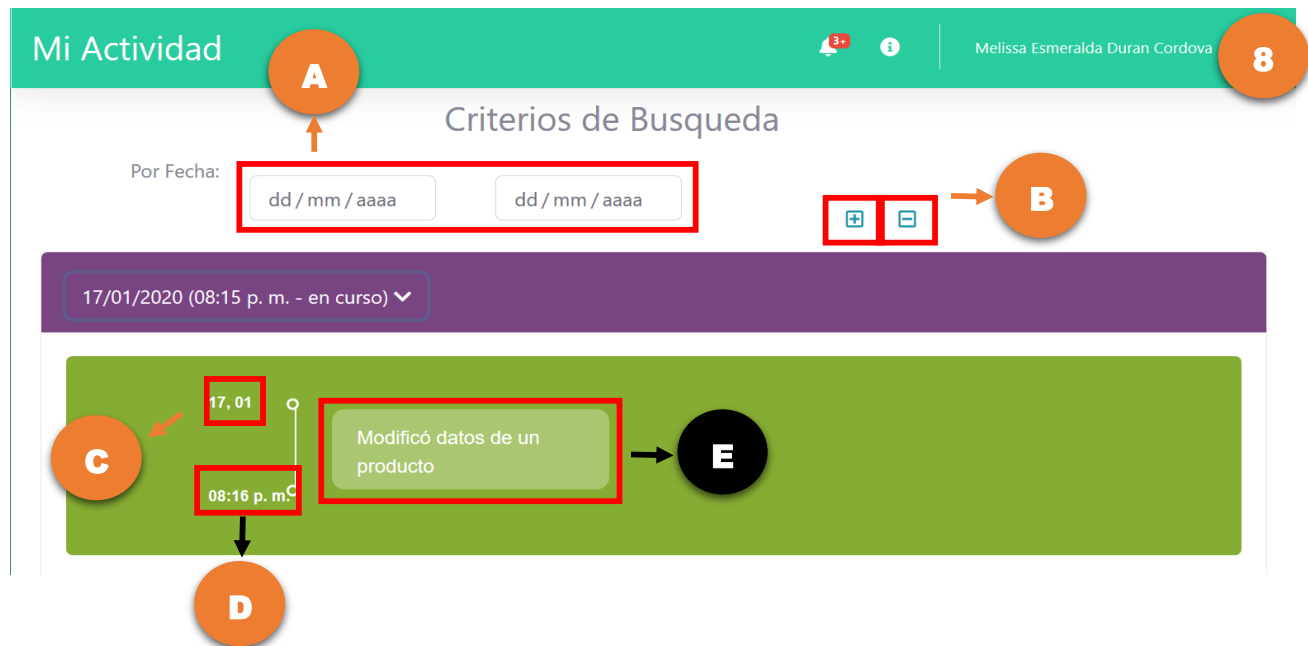 Mi Actividad
3+
Melissa Esmeralda Duran Cordova
8
A
Criterios de Busqueda
Por Fecha:
dd / mm / aaaa
dd / mm / aaaa
B
17/01/2020 (08:15 p. m. - en curso)
17, 01
C
Modificó datos de un
producto
E
08:16 p. m.
D